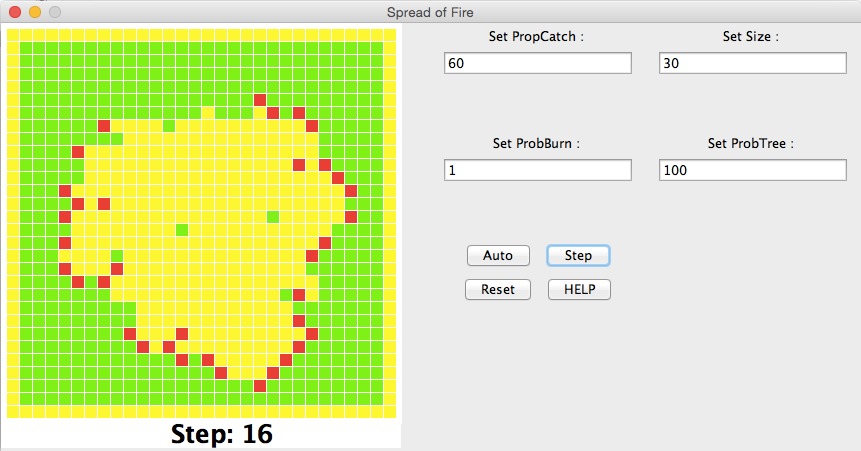 Spread of Fire
Set PropCatch :
Set Size :
60
30
Set ProbBurn :
Set ProbTree :
1
100
Auto
Step
Reset
HELP
Step: 16